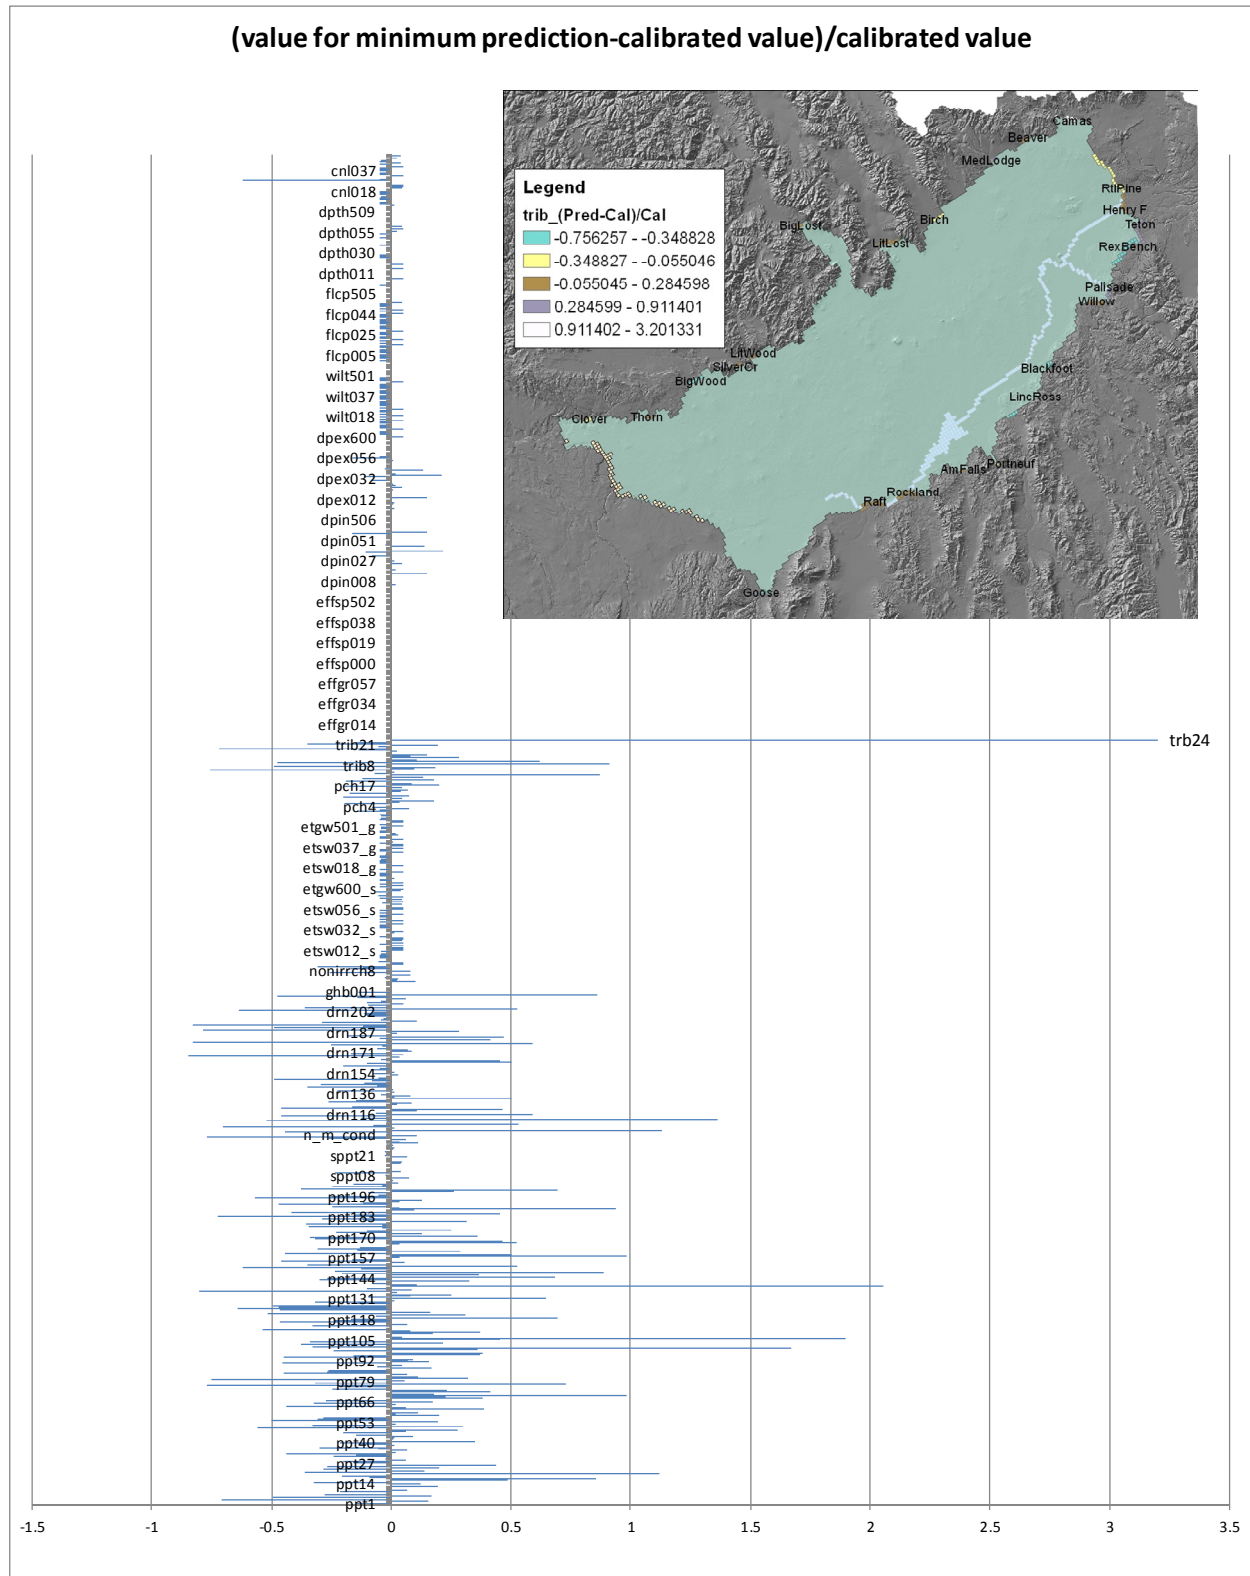 (value for minimum prediction-calibrated value)/calibrated value
Camas
Beaver
MedLodge
RtlPine
Henry F
Teton
RexBench
Palisade
Willow
Birch
BigLost
LitLost
Legend
trib_(Pred-Cal)/Cal
-0.756257 - -0.348828
-0.348827 - -0.055046
-0.055045 - 0.284598
0.284599 - 0.911401
0.911402 - 3.201331
LitWood
SilverCr
BigWood
Blackfoot
LincRoss
Clover
Thorn
AmFalls
Portneuf
Rockland
Raft
Goose
cnl037
cnl018
dpth509
dpth055
dpth030
dpth011
flcp505
flcp044
flcp025
flcp005
wilt501
wilt037
wilt018
dpex600
dpex056
dpex032
dpex012
dpin506
dpin051
dpin027
dpin008
effsp502
effsp038
effsp019
effsp000
effgr057
effgr034
effgr014
trib21
trb24
trib8
pch17
pch4
etgw501_g
etsw037_g
etsw018_g
etgw600_s
etsw056_s
etsw032_s
etsw012_s
nonirrch8
ghb001
drn202
drn187
drn171
drn154
drn136
drn116
n_m_cond
sppt21
sppt08
ppt196
ppt183
ppt170
ppt157
ppt144
ppt131
ppt118
ppt105
ppt92
ppt79
ppt66
ppt53
ppt40
ppt27
ppt14
ppt1
-1.5 -1 -0.5 0 0.5 1 1.5 2 2.5 3 3.5